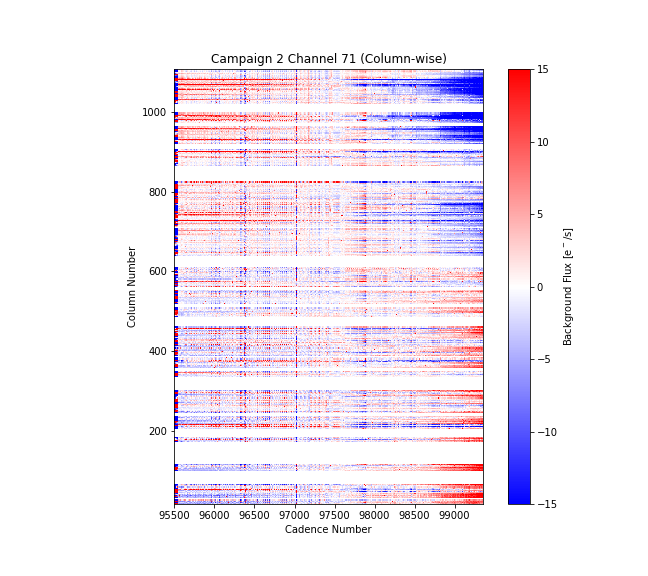 Campaign 2 Channel 71 (Column-wise)
Column Number
1000
800
600
400
200
95500 96000 96500 97000 97500 98000 98500 99000
Cadence Number
15
10
5
0
−5
−10
−15
Background Flux [e⁻/s]